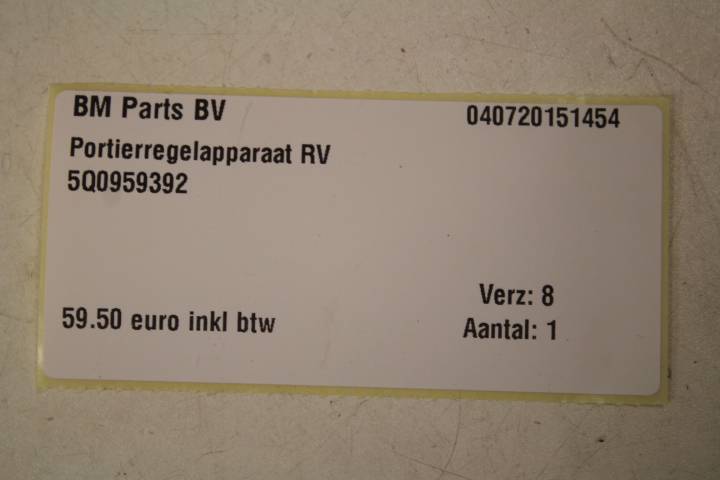 BM Parts BV 040720151454
Portierregelapparaat RV
5Q0959392
Verz: 8
59.50 euro inkl btw Aantal: 1